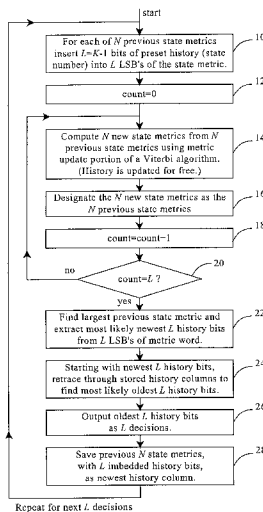 start
For each of N previous state metrics
insert L=K-1 bits of preset history (state
number) into L LSB's of the state metric.
10
count=0
12
Compute N new state metrics from N
previous state metrics using metric
update portion of a Viterbi algorithm.
(History is updated for free.)
14
Designate the N new state metrics as the
N previous state metrics
16
count=count−1
18
no
count=L ?
20
yes
Find largest previous state metric and
extract most likely newest L history bits
from L LSB's of metric word.
22
Starting with newest L history bits,
retrace through stored history columns to
find most likely oldest L history bits.
24
Output oldest L history bits
as L decisions.
26
Save previous N state metrics,
with L imbedded history bits,
as newest history column.
28
Repeat for next L decisions